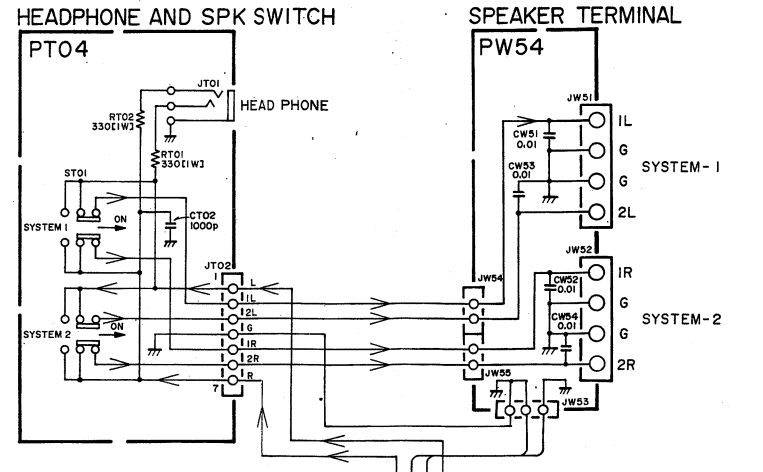 HEADPHONE AND SPK SWITCH
SPEAKER TERMINAL
PT04
PW54
JT01
HEAD PHONE
RT02
330[1W]
RT01
330[1W]
ST01
SYSTEM 1
ON
CT02
1000p
JT02
1
L
1L
2L
G
1R
2R
R
7
SYSTEM 2
ON
JW51
1L
G
G
2L
CW51
0.01
CW53
0.01
SYSTEM-1
JW54
JW52
1R
G
G
2R
CW52
0.01
CW54
0.01
SYSTEM-2
JW55
JW53